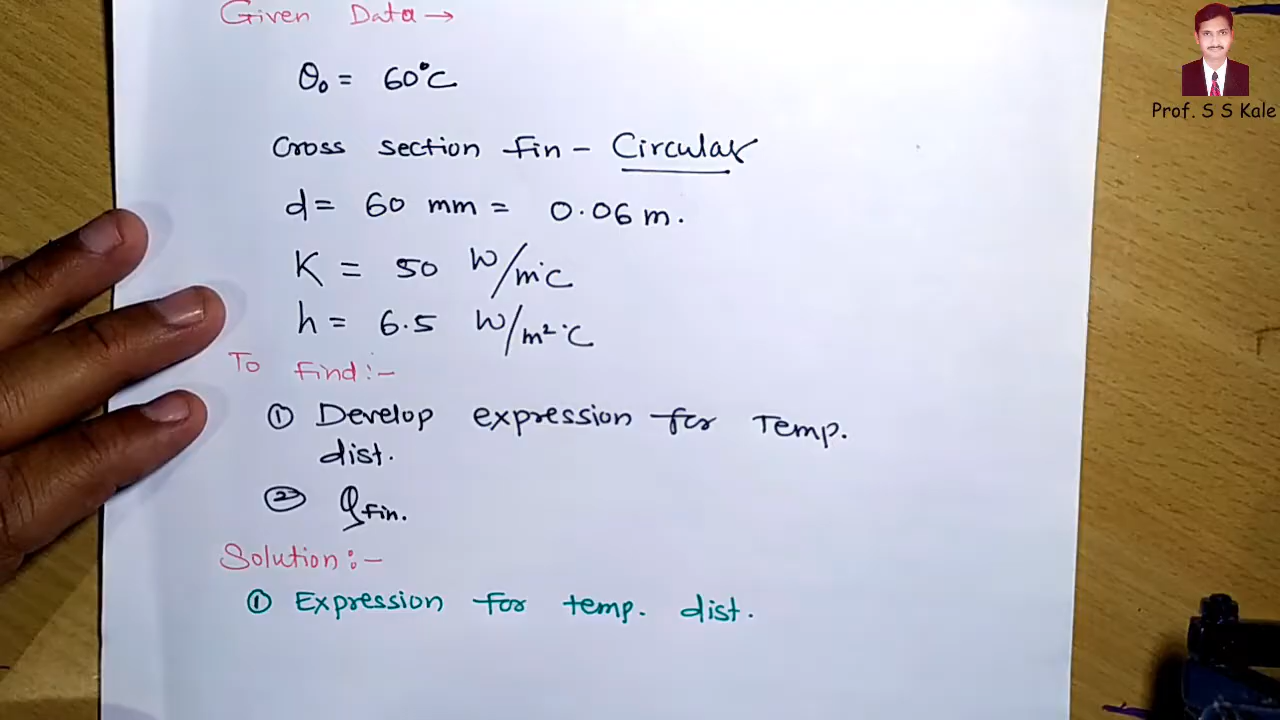 Given Data →
θ₀ = 60°C
Cross section fin - Circular
d = 60 mm = 0.06 m.
K = 50 W/m°C
h = 6.5 W/m²°C
To find :-
① Develop expression for Temp.
dist.
② Qfin.
Solution :-
① Expression for temp. dist.
Prof. S S Kale